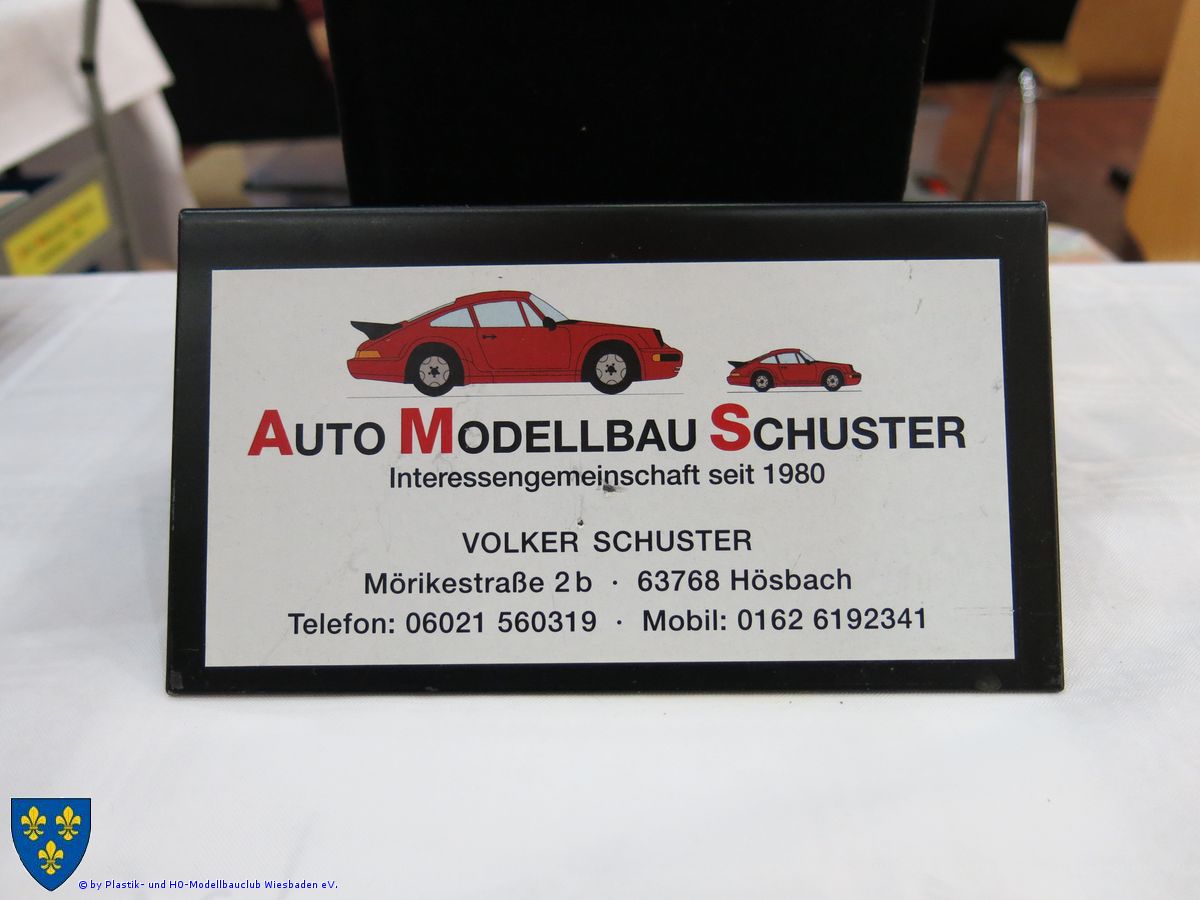 AUTO MODELLBAU SCHUSTER
Interessengemeinschaft seit 1980
VOLKER SCHUSTER
Mörikestraße 2b · 63768 Hösbach
Telefon: 06021 560319 · Mobil: 0162 6192341
© by Plastik- und H0-Modellbauclub Wiesbaden eV.